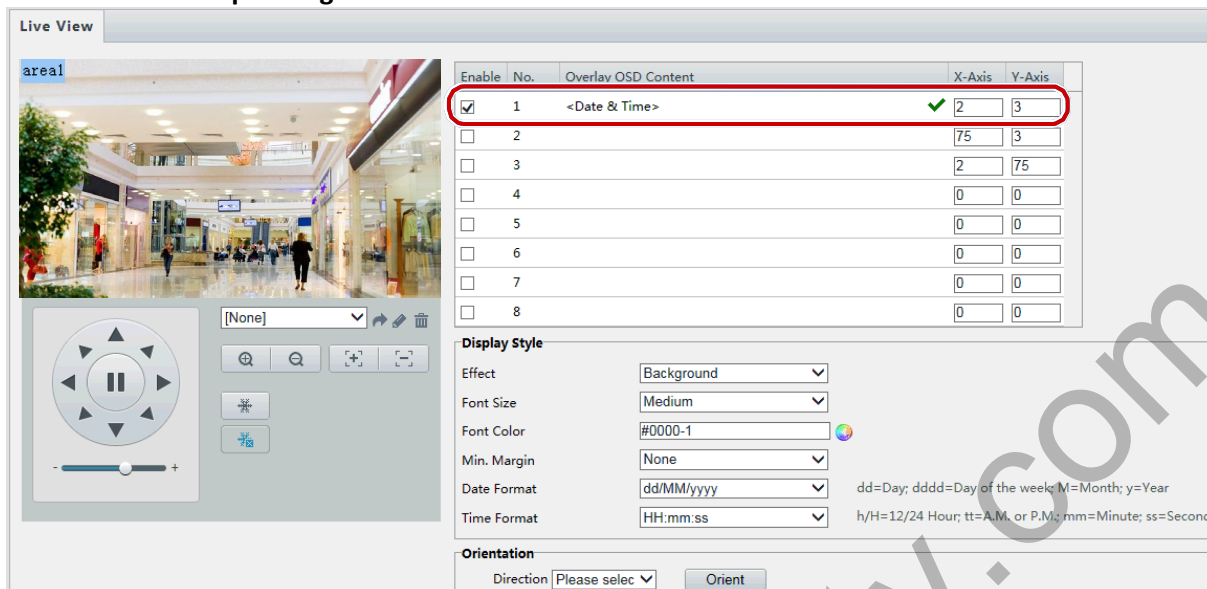 Live View
area1
Enable No. Overlay OSD Content X-Axis Y-Axis
1 <Date & Time> 2 3
2 75 3
3 2 75
4 0 0
5 0 0
6 0 0
7 0 0
8 0 0
[None]
- +
Display Style
Effect Background
Font Size Medium
Font Color #0000-1
Min. Margin None
Date Format dd/MM/yyyy dd=Day; dddd=Day of the week; M=Month; y=Year
Time Format HH:mm:ss h/H=12/24 Hour; tt=A.M. or P.M.; mm=Minute; ss=Second
Orientation
Direction Please selec Orient
.com